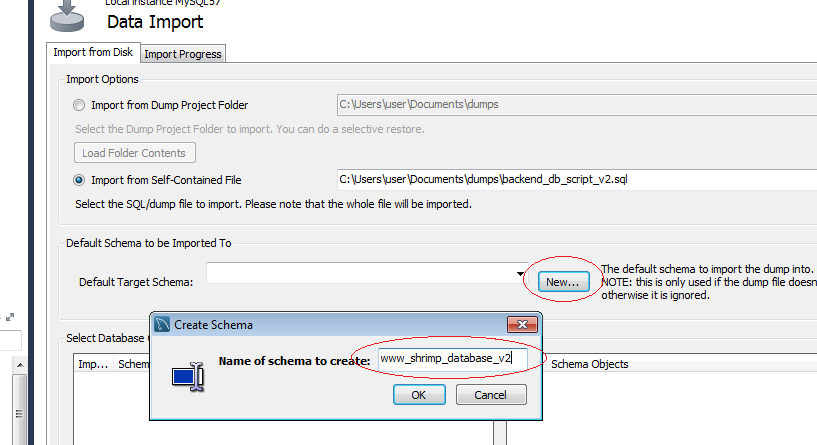 Local instance MySQL57
Data Import
Import from Disk
Import Progress
Import Options
Import from Dump Project Folder
C:\Users\user\Documents\dumps
Select the Dump Project Folder to import. You can do a selective restore.
Load Folder Contents
Import from Self-Contained File
C:\Users\user\Documents\dumps\backend_db_script_v2.sql
Select the SQL/dump file to import. Please note that the whole file will be imported.
Default Schema to be Imported To
Default Target Schema:
New...
The default schema to import the dump into.
NOTE: this is only used if the dump file doesn
otherwise it is ignored.
Create Schema
Name of schema to create:
www_shrimp_database_v2
OK
Cancel
Select Database
Imp...
Schem
Schema Objects